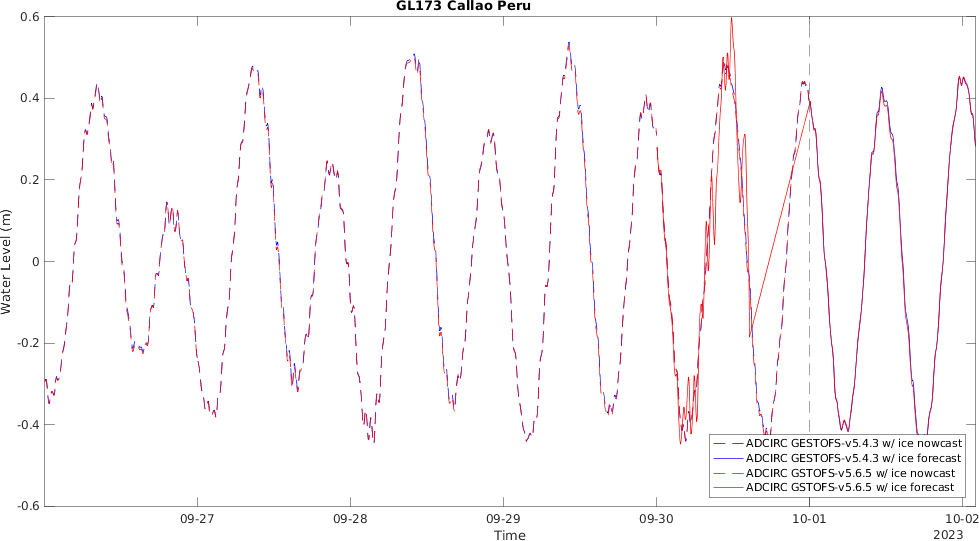 GL173 Callao Peru
0.6
0.4
0.2
0
-0.2
-0.4
-0.6
Water Level (m)
ADCIRC GESTOFS-v5.4.3 w/ ice nowcast
ADCIRC GESTOFS-v5.4.3 w/ ice forecast
ADCIRC GSTOFS-v5.6.5 w/ ice nowcast
ADCIRC GSTOFS-v5.6.5 w/ ice forecast
09-27 09-28 09-29 09-30 10-01 10-02
Time 2023